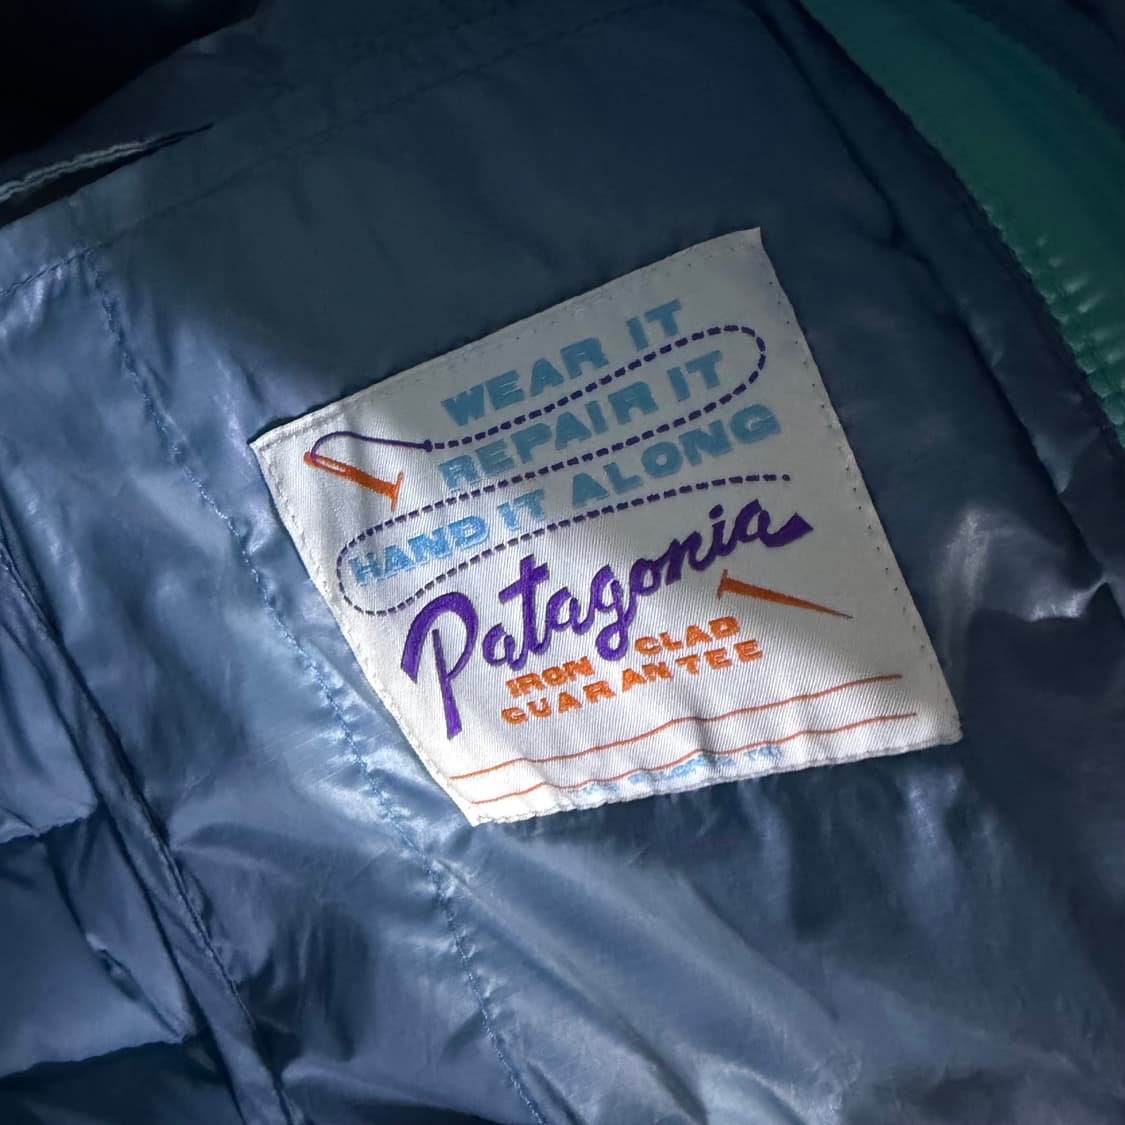 WEAR IT
REPAIR IT
HAND IT ALONG
Patagonia
IRON CLAD
GUARANTEE